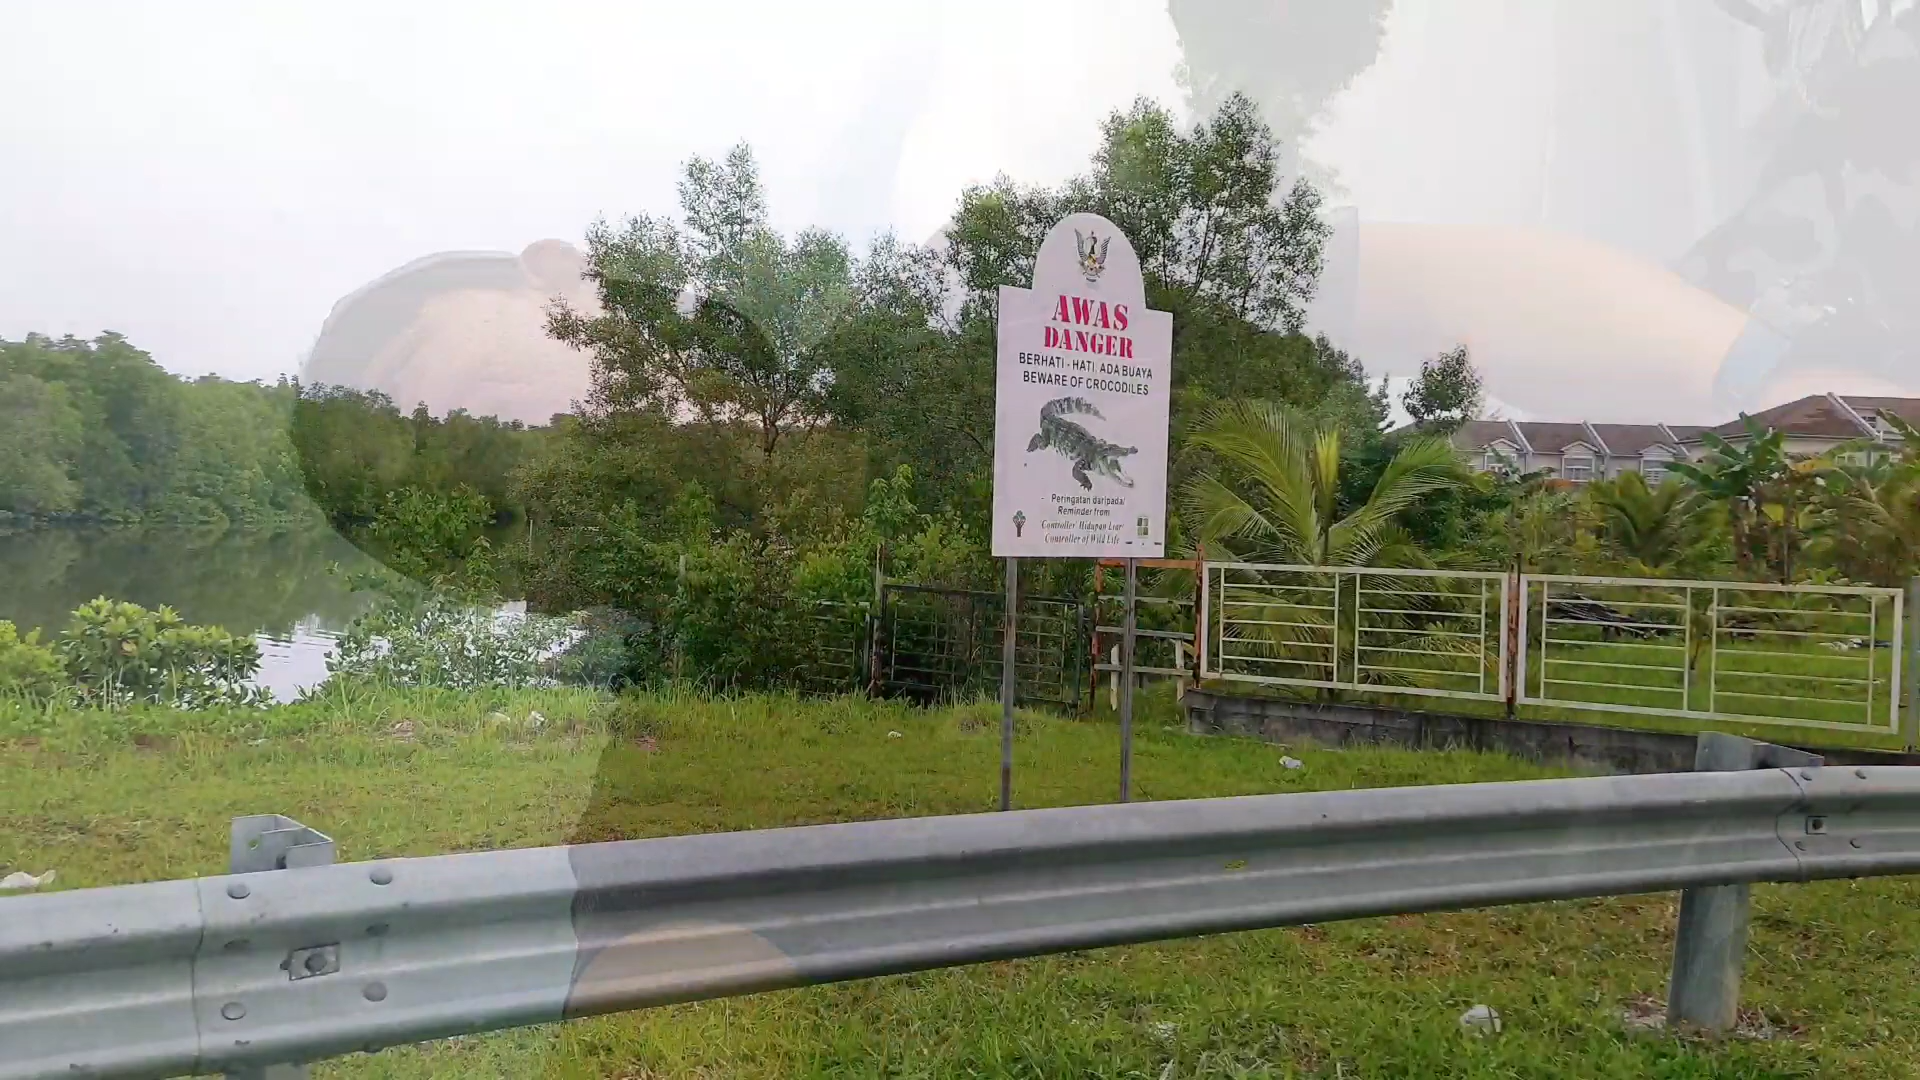 AWAS
DANGER
BERHATI - HATI, ADA BUAYA
BEWARE OF CROCODILES
- Peringatan daripada/
Reminder from
Controller Hidupan Liar/
Controller of Wild Life